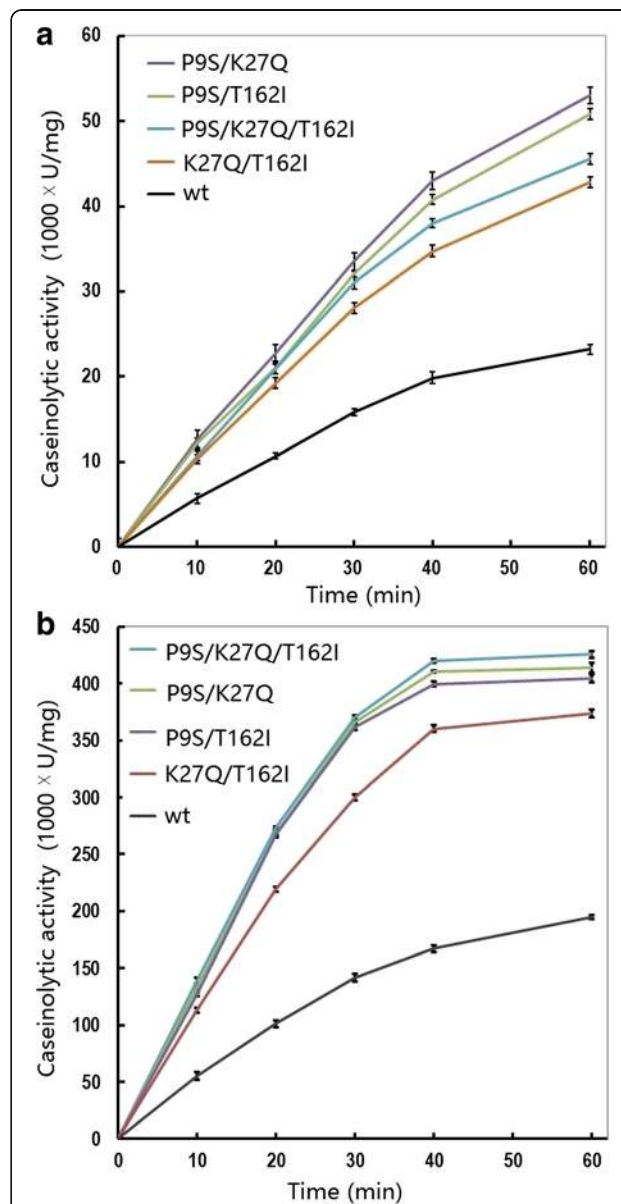 a
60
50
40
30
20
10
0
Caseinolytic activity (1000 × U/mg)
P9S/K27Q
P9S/T162I
P9S/K27Q/T162I
K27Q/T162I
wt
0 10 20 30 40 50 60
Time (min)
b
450
400
350
300
250
200
150
100
50
0
Caseinolytic activity (1000 × U/mg)
P9S/K27Q/T162I
P9S/K27Q
P9S/T162I
K27Q/T162I
wt
0 10 20 30 40 50 60
Time (min)